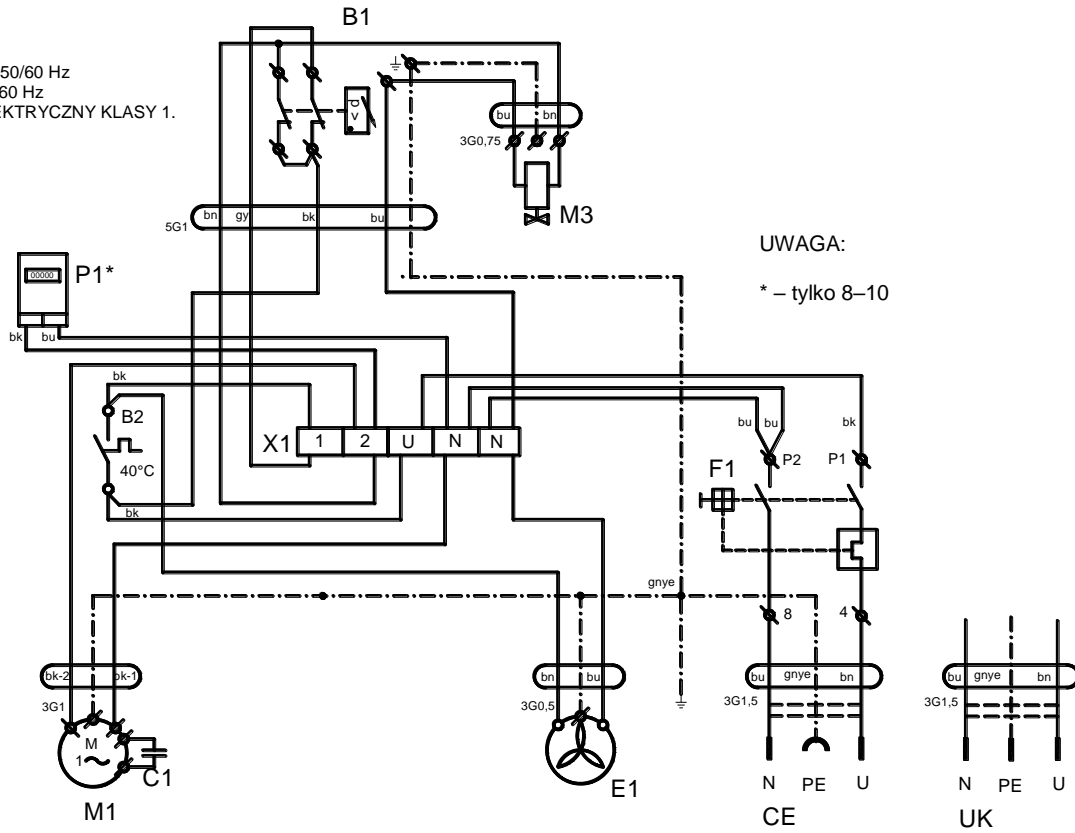 B1
50/60 Hz
60 Hz
EKTRYCZNY KLASY 1.
p
<
bu bn
3G0,75
M3
bn gy bk bu
5G1
UWAGA:
* – tylko 8–10
00000
P1*
bk bu
bk
B2
40°C
bk
X1 1 2 U N N
bu bu bk
P2 P1
F1
gnye
8 4
bk-2 bk-1
3G1
M
1~
C1
M1
bn bu
3G0,5
E1
bu gnye bn
3G1,5
N PE U
CE
bu gnye bn
3G1,5
N PE U
UK